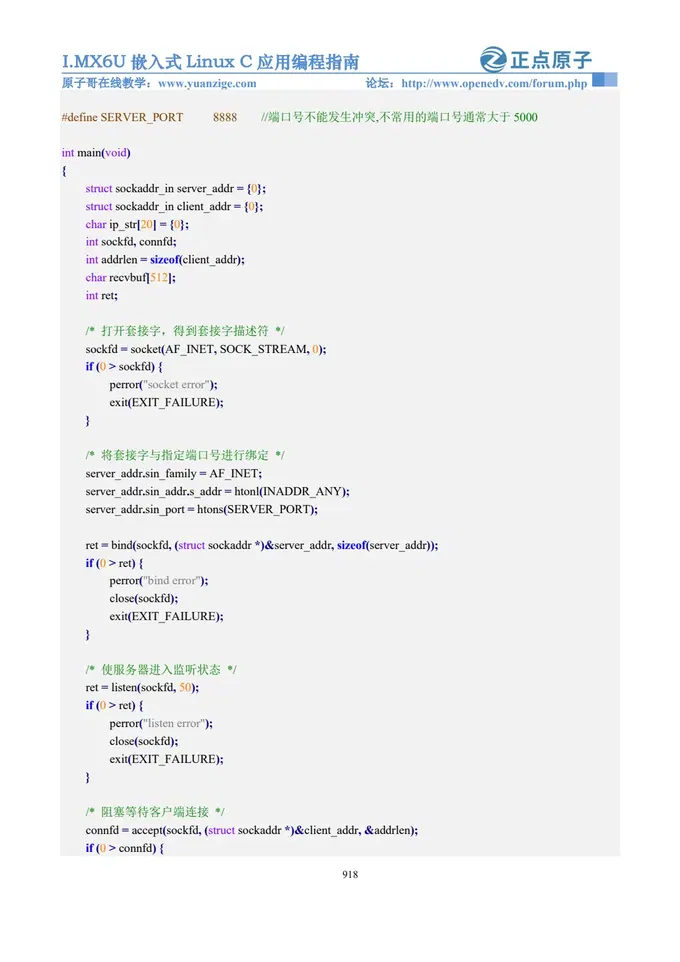 I.MX6U 嵌入式 Linux C 应用编程指南
正点原子
原子哥在线教学：www.yuanzige.com 论坛：http://www.openedv.com/forum.php
#define SERVER_PORT 8888 //端口号不能发生冲突,不常用的端口号通常大于 5000
int main(void)
{
struct sockaddr_in server_addr = {0};
struct sockaddr_in client_addr = {0};
char ip_str[20] = {0};
int sockfd, connfd;
int addrlen = sizeof(client_addr);
char recvbuf[512];
int ret;
/* 打开套接字，得到套接字描述符 */
sockfd = socket(AF_INET, SOCK_STREAM, 0);
if (0 > sockfd) {
perror("socket error");
exit(EXIT_FAILURE);
}
/* 将套接字与指定端口号进行绑定 */
server_addr.sin_family = AF_INET;
server_addr.sin_addr.s_addr = htonl(INADDR_ANY);
server_addr.sin_port = htons(SERVER_PORT);
ret = bind(sockfd, (struct sockaddr *)&server_addr, sizeof(server_addr));
if (0 > ret) {
perror("bind error");
close(sockfd);
exit(EXIT_FAILURE);
}
/* 使服务器进入监听状态 */
ret = listen(sockfd, 50);
if (0 > ret) {
perror("listen error");
close(sockfd);
exit(EXIT_FAILURE);
}
/* 阻塞等待客户端连接 */
connfd = accept(sockfd, (struct sockaddr *)&client_addr, &addrlen);
if (0 > connfd) {
918